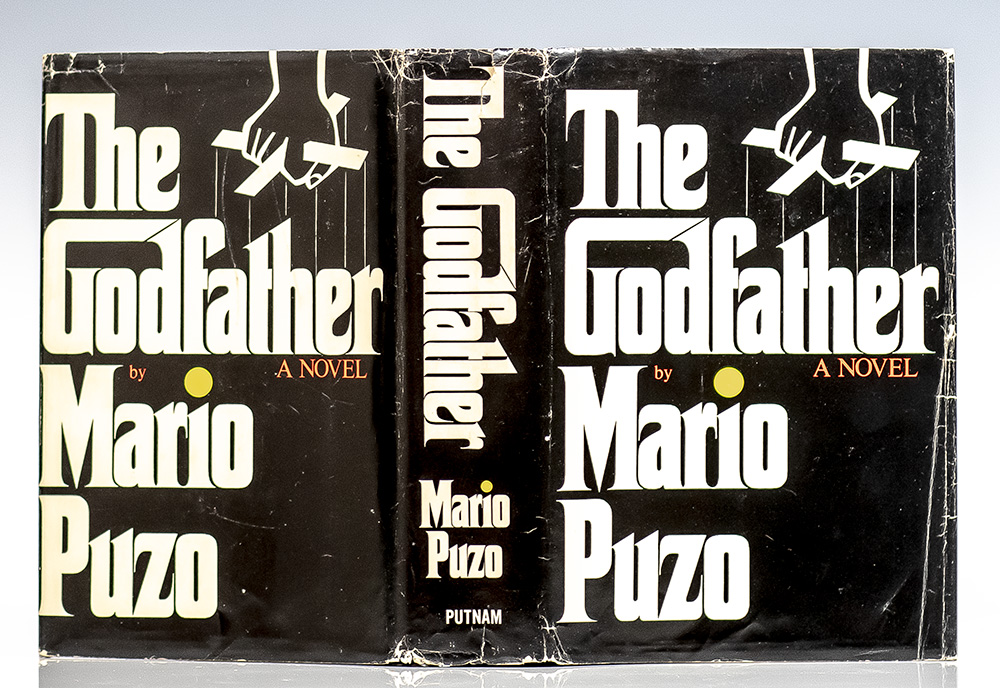 The
Godfather
by A NOVEL
Mario
Puzo
The Godfather
Mario
Puzo
PUTNAM
The
Godfather
by A NOVEL
Mario
Puzo